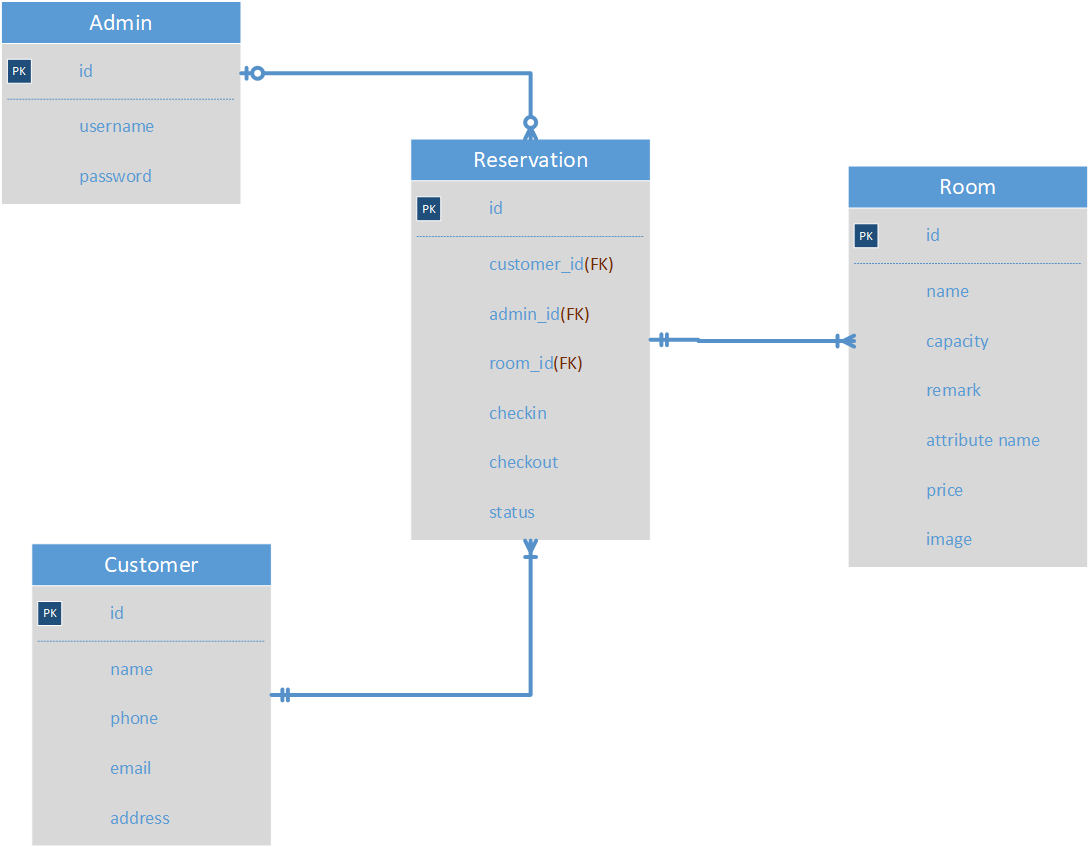 Admin
PK id
username
password
Reservation
PK id
customer_id(FK)
admin_id(FK)
room_id(FK)
checkin
checkout
status
Room
PK id
name
capacity
remark
attribute name
price
image
Customer
PK id
name
phone
email
address